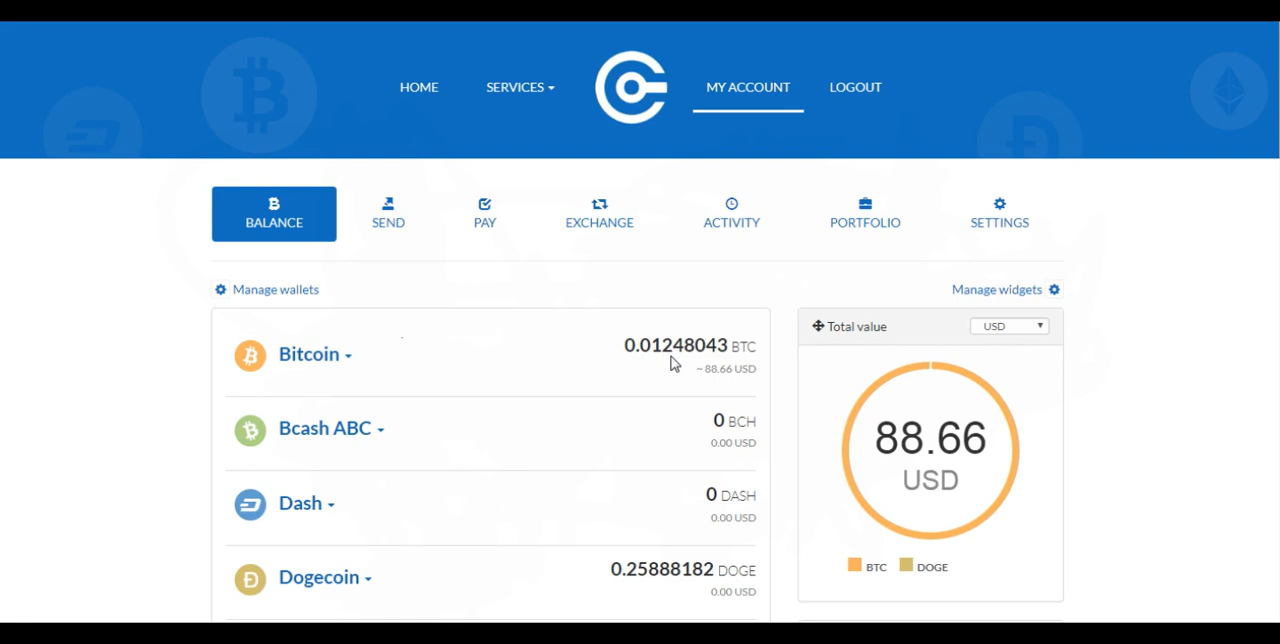 HOME SERVICES MY ACCOUNT LOGOUT
BALANCE SEND PAY EXCHANGE ACTIVITY PORTFOLIO SETTINGS
Manage wallets
Manage widgets
Bitcoin
0.01248043 BTC
~ 88.66 USD
Bcash ABC
0 BCH
0.00 USD
Dash
0 DASH
0.00 USD
Dogecoin
0.25888182 DOGE
0.00 USD
Total value USD
88.66
USD
BTC DOGE